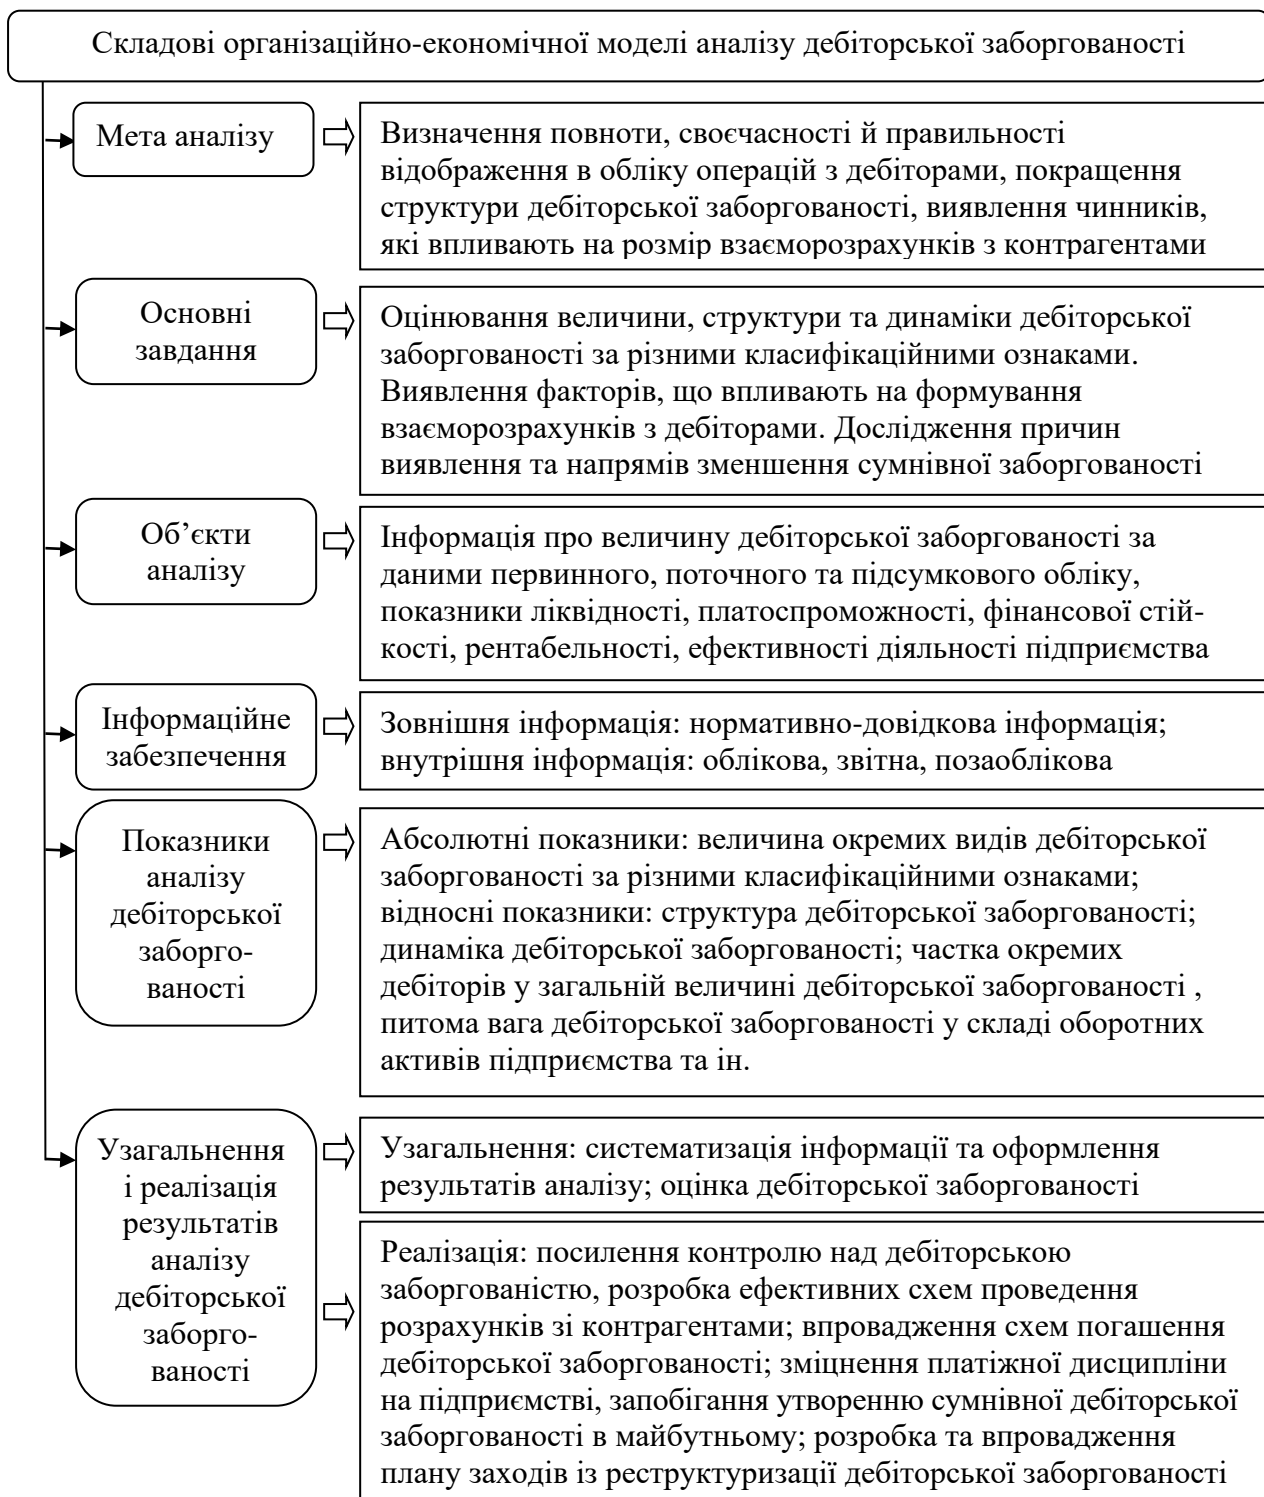 Складові організаційно-економічної моделі аналізу дебіторської заборгованості
Мета аналізу
Визначення повноти, своєчасності й правильності
відображення в обліку операцій з дебіторами, покращення
структури дебіторської заборгованості, виявлення чинників,
які впливають на розмір взаєморозрахунків з контрагентами
Основні
завдання
Оцінювання величини, структури та динаміки дебіторської
заборгованості за різними класифікаційними ознаками.
Виявлення факторів, що впливають на формування
взаєморозрахунків з дебіторами. Дослідження причин
виявлення та напрямів зменшення сумнівної заборгованості
Об’єкти
аналізу
Інформація про величину дебіторської заборгованості за
даними первинного, поточного та підсумкового обліку,
показники ліквідності, платоспроможності, фінансової стій-
кості, рентабельності, ефективності діяльності підприємства
Інформаційне
забезпечення
Зовнішня інформація: нормативно-довідкова інформація;
внутрішня інформація: облікова, звітна, позаоблікова
Показники
аналізу
дебіторської
заборго-
ваності
Абсолютні показники: величина окремих видів дебіторської
заборгованості за різними класифікаційними ознаками;
відносні показники: структура дебіторської заборгованості;
динаміка дебіторської заборгованості; частка окремих
дебіторів у загальній величині дебіторської заборгованості ,
питома вага дебіторської заборгованості у складі оборотних
активів підприємства та ін.
Узагальнення
і реалізація
результатів
аналізу
дебіторської
заборго-
ваності
Узагальнення: систематизація інформації та оформлення
результатів аналізу; оцінка дебіторської заборгованості
Реалізація: посилення контролю над дебіторською
заборгованістю, розробка ефективних схем проведення
розрахунків зі контрагентами; впровадження схем погашення
дебіторської заборгованості; зміцнення платіжної дисципліни
на підприємстві, запобігання утворенню сумнівної дебіторської
заборгованості в майбутньому; розробка та впровадження
плану заходів із реструктуризації дебіторської заборгованості